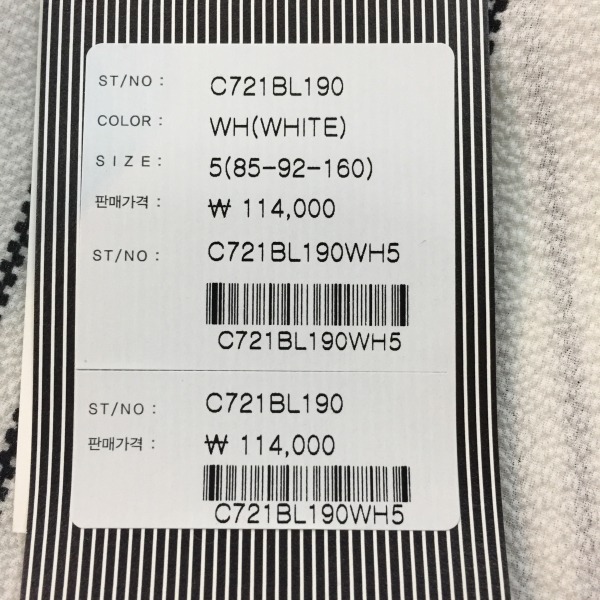 ST/NO : C721BL190
COLOR : WH(WHITE)
SIZE : 5(85-92-160)
판매가격 : ₩ 114,000
ST/NO : C721BL190WH5
C721BL190WH5
ST/NO : C721BL190
판매가격 : ₩ 114,000
C721BL190WH5